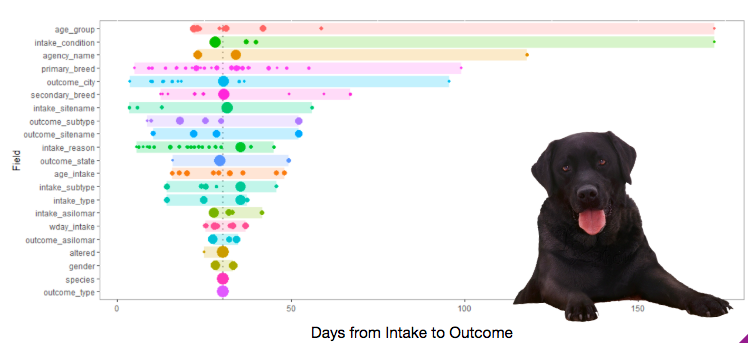 age_group
intake_condition
agency_name
primary_breed
outcome_city
secondary_breed
intake_sitename
outcome_subtype
outcome_sitename
intake_reason
outcome_state
age_intake
intake_subtype
intake_type
intake_asilomar
wday_intake
outcome_asilomar
altered
gender
species
outcome_type
Field
0 50 100 150
Days from Intake to Outcome